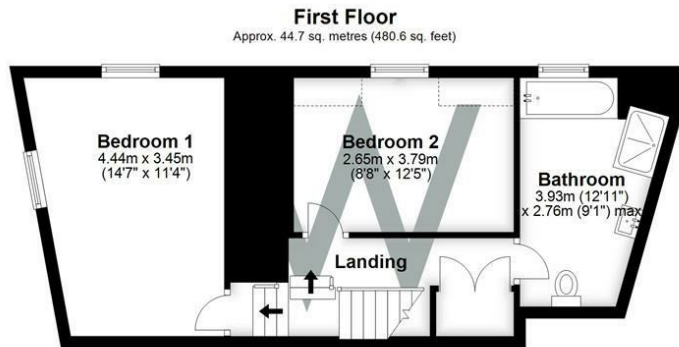 First Floor
Approx. 44.7 sq. metres (480.6 sq. feet)
Bedroom 1
4.44m x 3.45m
(14'7" x 11'4")
Bedroom 2
2.65m x 3.79m
(8'8" x 12'5")
Bathroom
3.93m (12'11")
x 2.76m (9'1") max
Landing